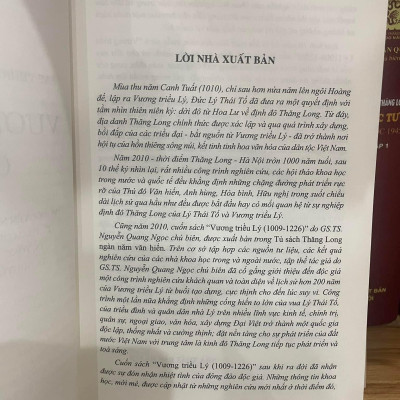 LỜI NHÀ XUẤT BẢN
Mùa thu năm Canh Tuất (1010), chỉ sau hơn nửa năm lên ngôi Hoàng
đế, lập ra Vương triều Lý, Đức Lý Thái Tổ đã đưa ra một quyết định với
tầm nhìn thiên niên kỷ: dời đô từ Hoa Lư về định đô Thăng Long. Từ đây,
địa danh Thăng Long chính thức được xác lập và qua quá trình xây dựng,
bồi đắp của các triều đại - bắt nguồn từ Vương triều Lý - đã trở thành nơi
hội tụ của hồn thiêng sông núi, kết tinh tinh hoa văn hóa của dân tộc Việt Nam.
Năm 2010 - thời điểm Thăng Long - Hà Nội tròn 1000 năm tuổi, sau
10 thế kỷ nhìn lại, rất nhiều công trình nghiên cứu, các hội thảo khoa học
trong nước và quốc tế đều khẳng định những chặng đường phát triển rực
rỡ của Thủ đô Văn hiến, Anh hùng, Hòa bình, Hữu nghị trong suốt chiều
dài lịch sử qua hầu như đều được bắt đầu hay có mối quan hệ từ sự nghiệp
định đô Thăng Long của Lý Thái Tổ và Vương triều Lý.
Cũng năm 2010, cuốn sách "Vương triều Lý (1009-1226)" do GS.TS.
Nguyễn Quang Ngọc chủ biên, được xuất bản trong Tủ sách Thăng Long
ngàn năm văn hiến. Trên cơ sở tập hợp các nguồn tư liệu, các kết quả
nghiên cứu của các nhà khoa học trong và ngoài nước, tập thể tác giả do
GS.TS. Nguyễn Quang Ngọc chủ biên đã cố gắng giới thiệu đến độc giả
một công trình nghiên cứu khách quan và toàn diện về lịch sử hơn 200 năm
của Vương triều Lý từ buổi tạo dựng, cực thịnh cho đến lúc suy vi. Công
trình một lần nữa khẳng định những cống hiến to lớn của vua Lý Thái Tổ,
của triều đình và quân dân nhà Lý trên nhiều lĩnh vực kinh tế, chính trị,
quân sự, ngoại giao, văn hóa, xây dựng Đại Việt trở thành một quốc gia
độc lập, thống nhất và cường thịnh; đặt nền tảng cho sự phát triển của đất
nước Việt Nam với trung tâm là kinh đô Thăng Long tiếp tục phát triển và
toả sáng.
Cuốn sách "Vương triều Lý (1009-1226)" sau khi ra đời đã nhận
được sự đón nhận nhiệt tình của đông đảo độc giả. Những thông tin khoa
học, mới mẻ, được cập nhật từ những nghiên cứu mới nhất ở thời điểm đó,